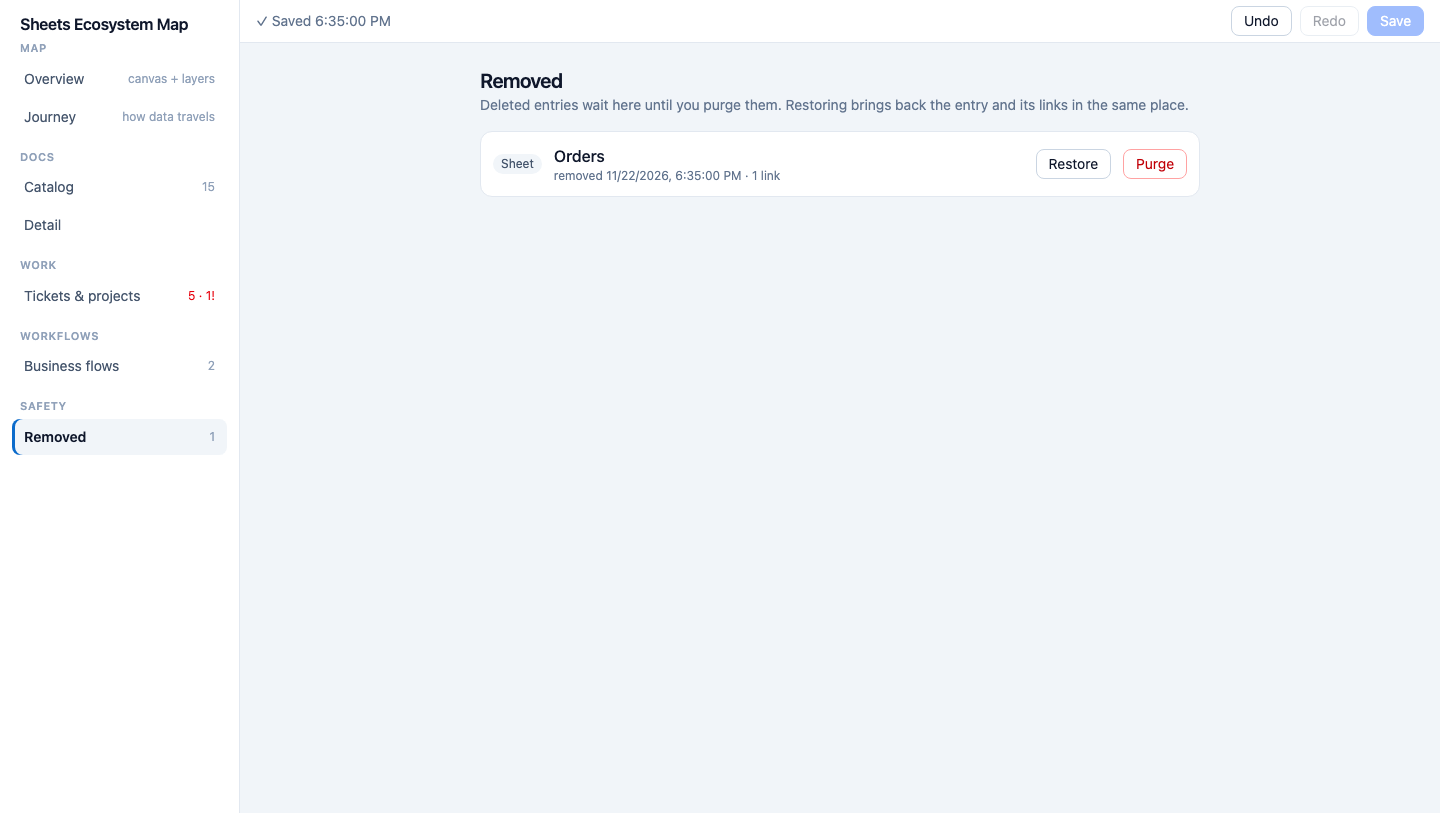 Sheets Ecosystem Map
MAP
Overview canvas + layers
Journey how data travels
DOCS
Catalog 15
Detail
WORK
Tickets & projects 5 · 1!
WORKFLOWS
Business flows 2
SAFETY
Removed 1
✓ Saved 6:35:00 PM
Undo Redo Save
Removed
Deleted entries wait here until you purge them. Restoring brings back the entry and its links in the same place.
Sheet
Orders
removed 11/22/2026, 6:35:00 PM · 1 link
Restore Purge